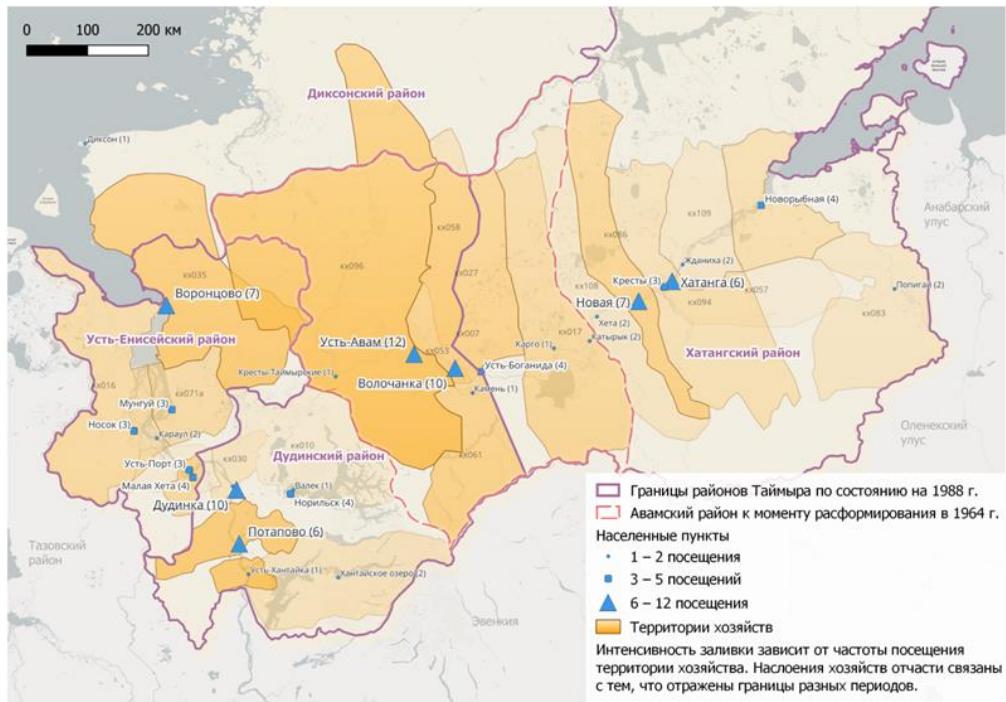 0 100 200 км
Диксонский район
Диксон (1)
Новорыбная (4)
Анабарский
улус
кх109
кх058
кх086
кх096
кх027
кх035
Жданиха (2)
Кресты (3)
Хатанга (6)
Попигай (2)
Воронцово (7)
кх108
Новая (7)
кх094
кх057
кх083
Усть-Енисейский район
Усть-Авам (12)
кх007
Хета (2)
кх017
Катырык (2)
Хатангский район
кх053
Карго (2)
Усть-Боганида (4)
Волочанка (10)
Кресты-Таймырские (1)
Камень (1)
кх016
кх071а
Мунгуй (3)
Носок (3)
Караул (2)
Оленекский
улус
кх010
Дудинский район
кх030
кх061
Усть-Порт (3)
Малая Хета (4)
Валек (1)
Норильск (4)
Дудинка (10)
Потапово (6)
Тазовский
район
Усть-Хантайка (1)
Хантайское озеро (2)
Эвенкия
Границы районов Таймыра по состоянию на 1988 г.
Авамский район к моменту расформирования в 1964 г.
Населенные пункты
1 – 2 посещения
3 – 5 посещений
6 – 12 посещения
Территории хозяйств
Интенсивность заливки зависит от частоты посещения
территории хозяйства. Наслоения хозяйств отчасти связаны
с тем, что отражены границы разных периодов.